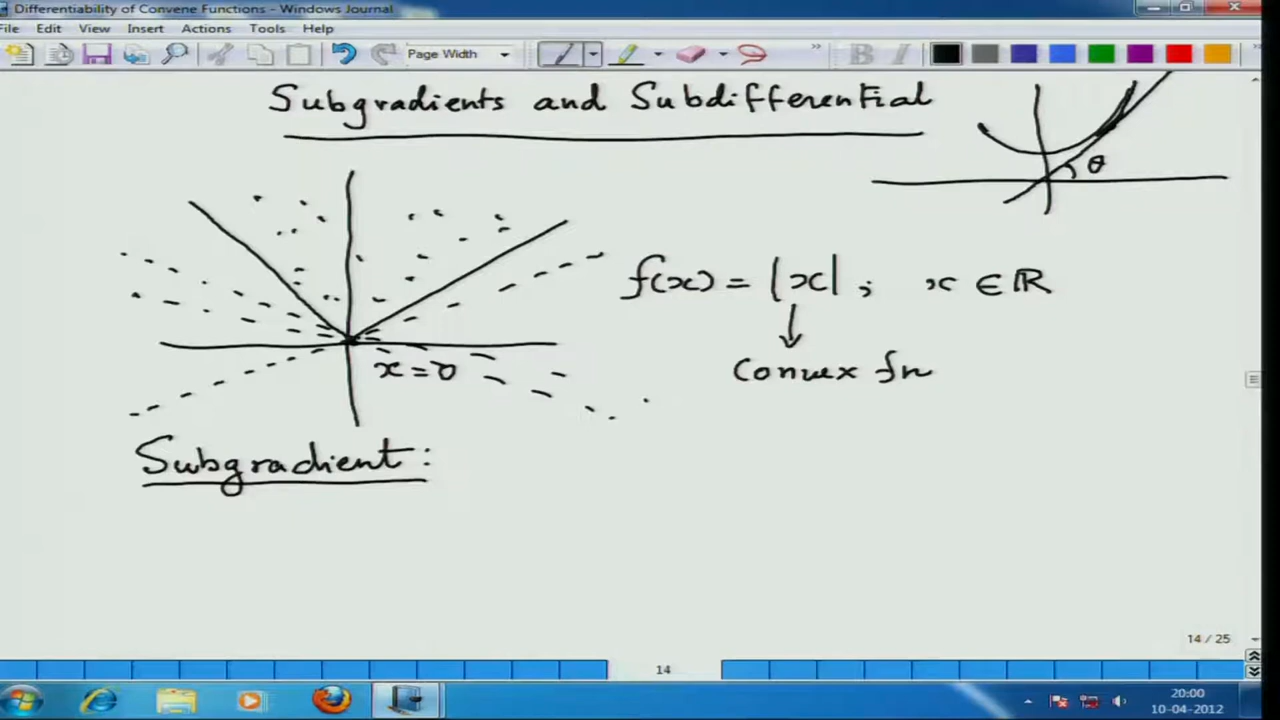 Differentiability of Convene Functions - Windows Journal
File Edit View Insert Actions Tools Help
Page Width
B I
Subgradients and Subdifferential
θ
f(x) = |x| ; x ∈ ℝ
x = 0
Convex fn
Subgradient:
14 / 25
14
20:00
10-04-2012